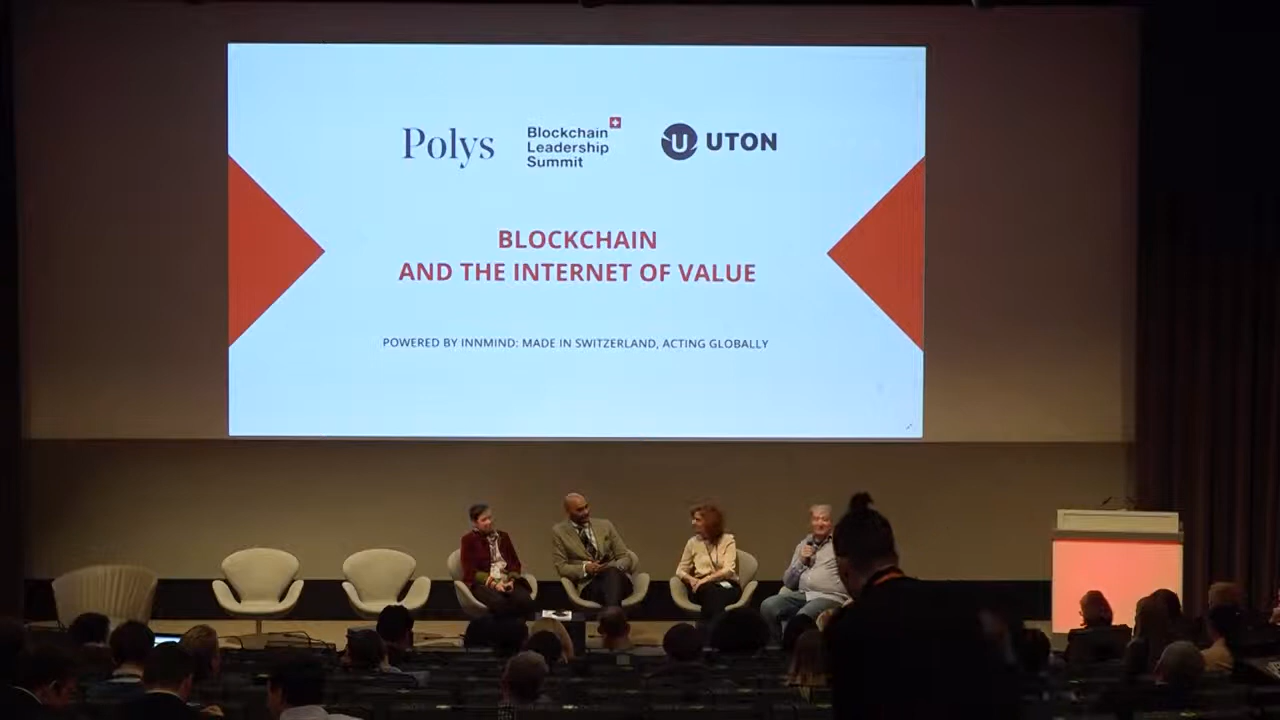 Polys
Blockchain
Leadership
Summit
U UTON
BLOCKCHAIN
AND THE INTERNET OF VALUE
POWERED BY INNMIND: MADE IN SWITZERLAND, ACTING GLOBALLY